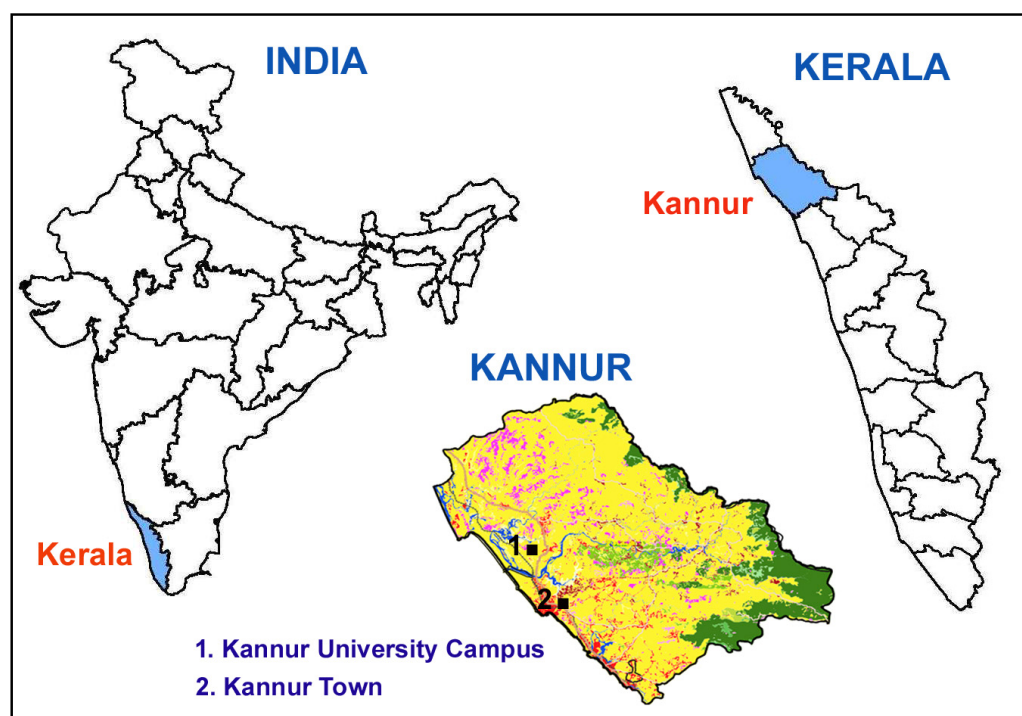 INDIA
KERALA
Kannur
KANNUR
Kerala
1
2
1. Kannur University Campus
2. Kannur Town